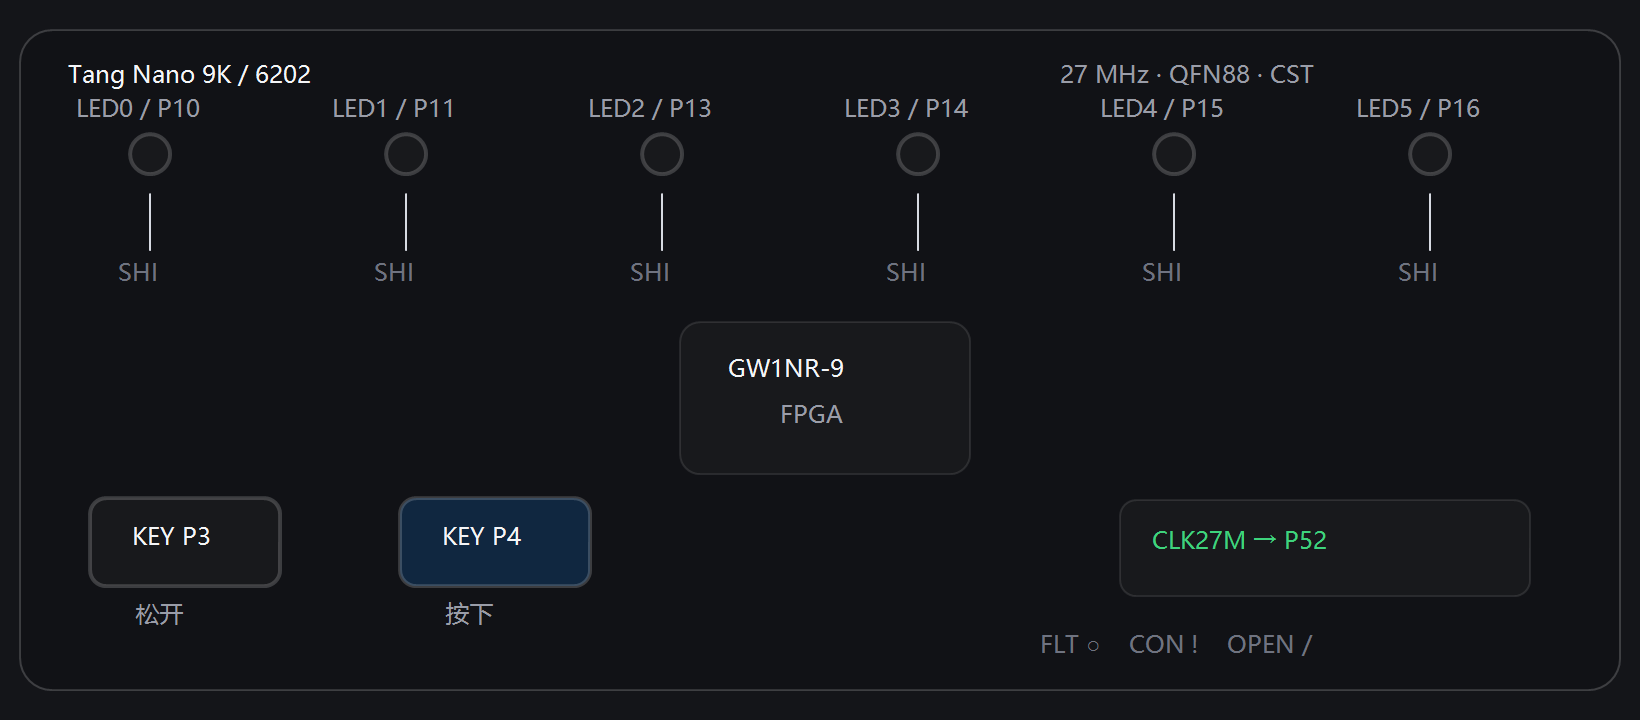 Tang Nano 9K / 6202 27 MHz · QFN88 · CST
LED0 / P10 LED1 / P11 LED2 / P13 LED3 / P14 LED4 / P15 LED5 / P16
SHI SHI SHI SHI SHI SHI
GW1NR-9
FPGA
KEY P3 KEY P4 CLK27M → P52
松开 按下
FLT ○ CON ! OPEN /